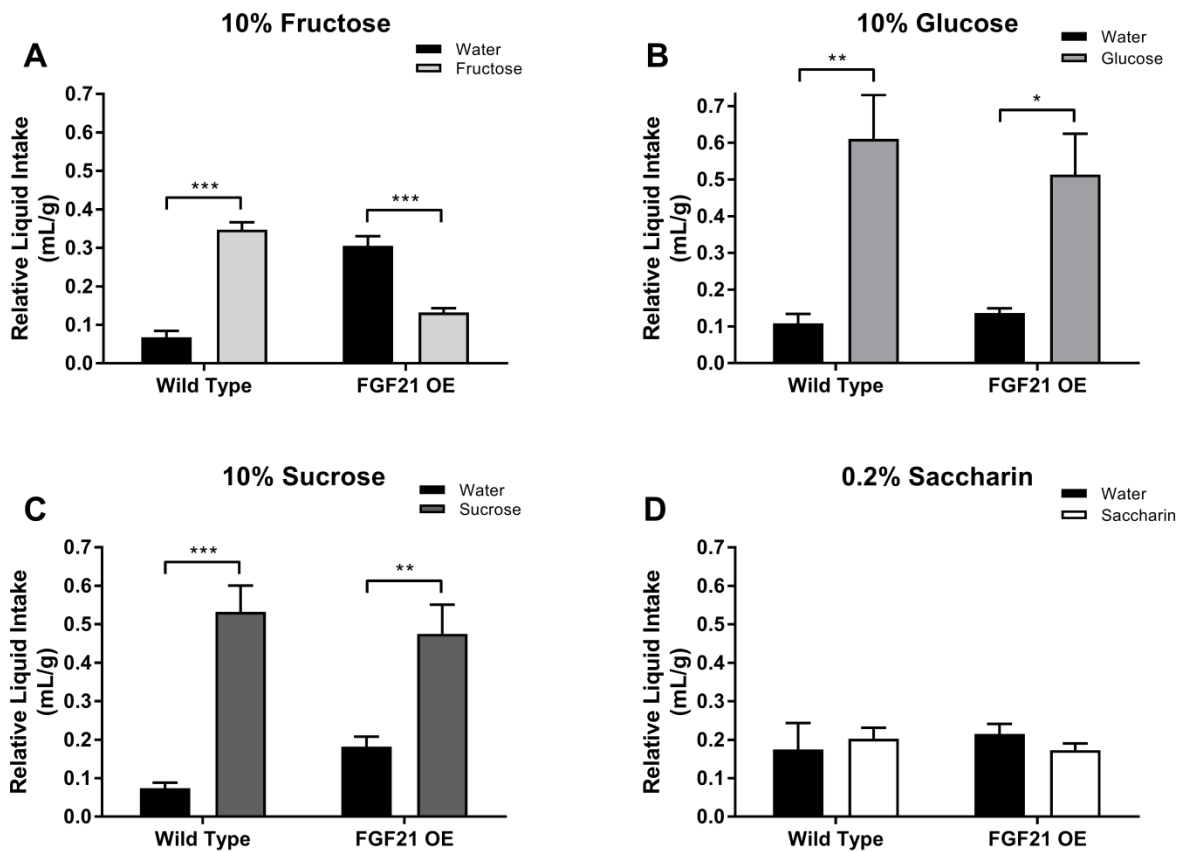 10% Fructose
A
Water
Fructose
Relative Liquid Intake
(mL/g)
0.7
0.6
0.5
0.4
0.3
0.2
0.1
0.0
***
***
Wild Type
FGF21 OE
10% Glucose
B
Water
Glucose
Relative Liquid Intake
(mL/g)
0.7
0.6
0.5
0.4
0.3
0.2
0.1
0.0
**
*
Wild Type
FGF21 OE
10% Sucrose
C
Water
Sucrose
Relative Liquid Intake
(mL/g)
0.7
0.6
0.5
0.4
0.3
0.2
0.1
0.0
***
**
Wild Type
FGF21 OE
0.2% Saccharin
D
Water
Saccharin
Relative Liquid Intake
(mL/g)
0.7
0.6
0.5
0.4
0.3
0.2
0.1
0.0
Wild Type
FGF21 OE